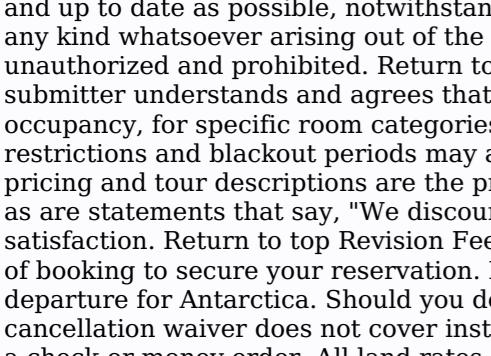 and up to date as possible, notwithstan
any kind whatsoever arising out of the
unauthorized and prohibited. Return to
submitter understands and agrees that
occupancy, for specific room categories
restrictions and blackout periods may a
pricing and tour descriptions are the p
as are statements that say, "We discou
satisfaction. Return to top Revision Fee
of booking to secure your reservation.
departure for Antarctica. Should you d
cancellation waiver does not cover inst
a check or money order. All land rates